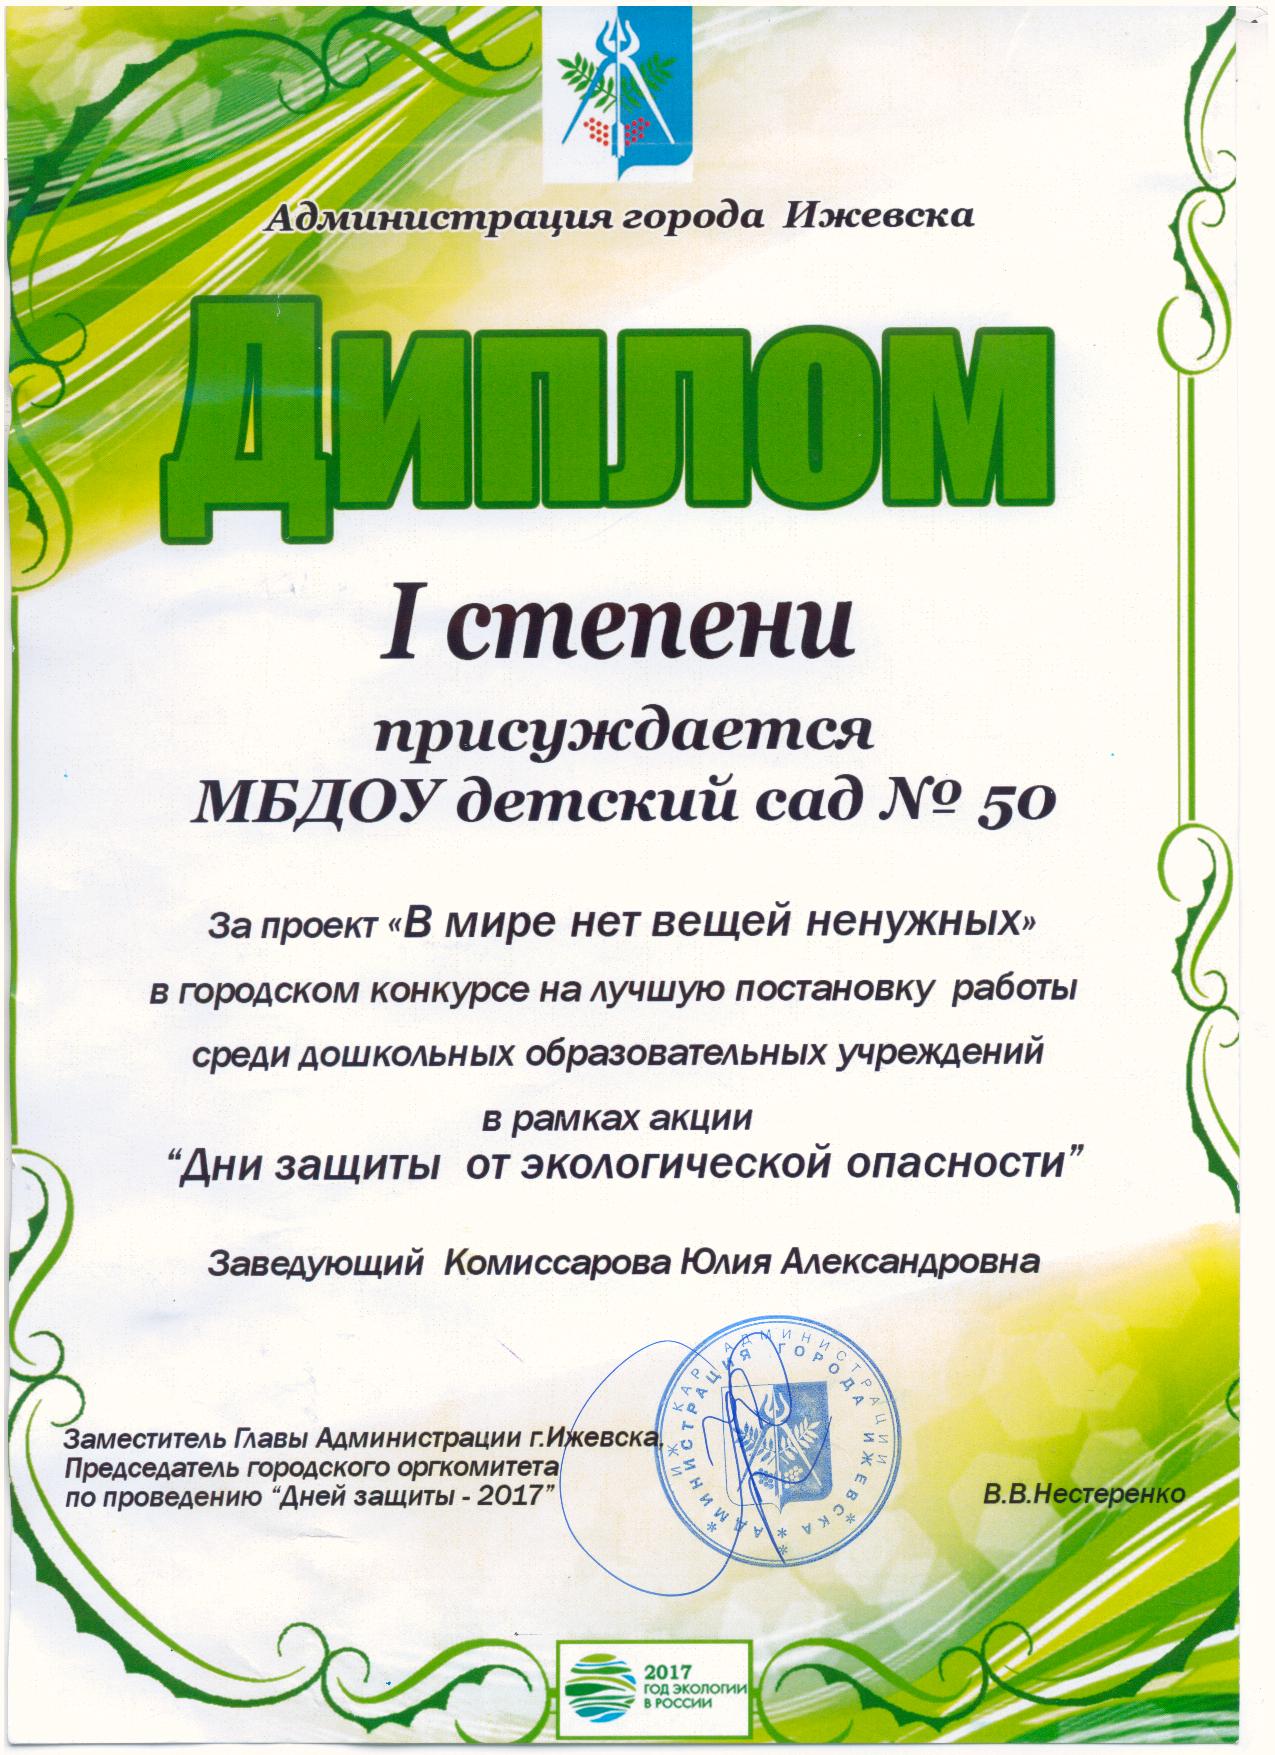 Администрация города Ижевска
Диплом
I степени
присуждается
МБДОУ детский сад № 50
За проект «В мире нет вещей ненужных»
в городском конкурсе на лучшую постановку работы
среди дошкольных образовательных учреждений
в рамках акции
“Дни защиты от экологической опасности”
Заведующий Комиссарова Юлия Александровна
ИЖКАР АДМИНИСТРАЦИИ
АДМИНИСТРАЦИЯ ГОРОДА ИЖЕВСКА
Заместитель Главы Администрации г.Ижевска,
Председатель городского оргкомитета
по проведению “Дней защиты - 2017”
В.В.Нестеренко
2017
ГОД ЭКОЛОГИИ
В РОССИИ